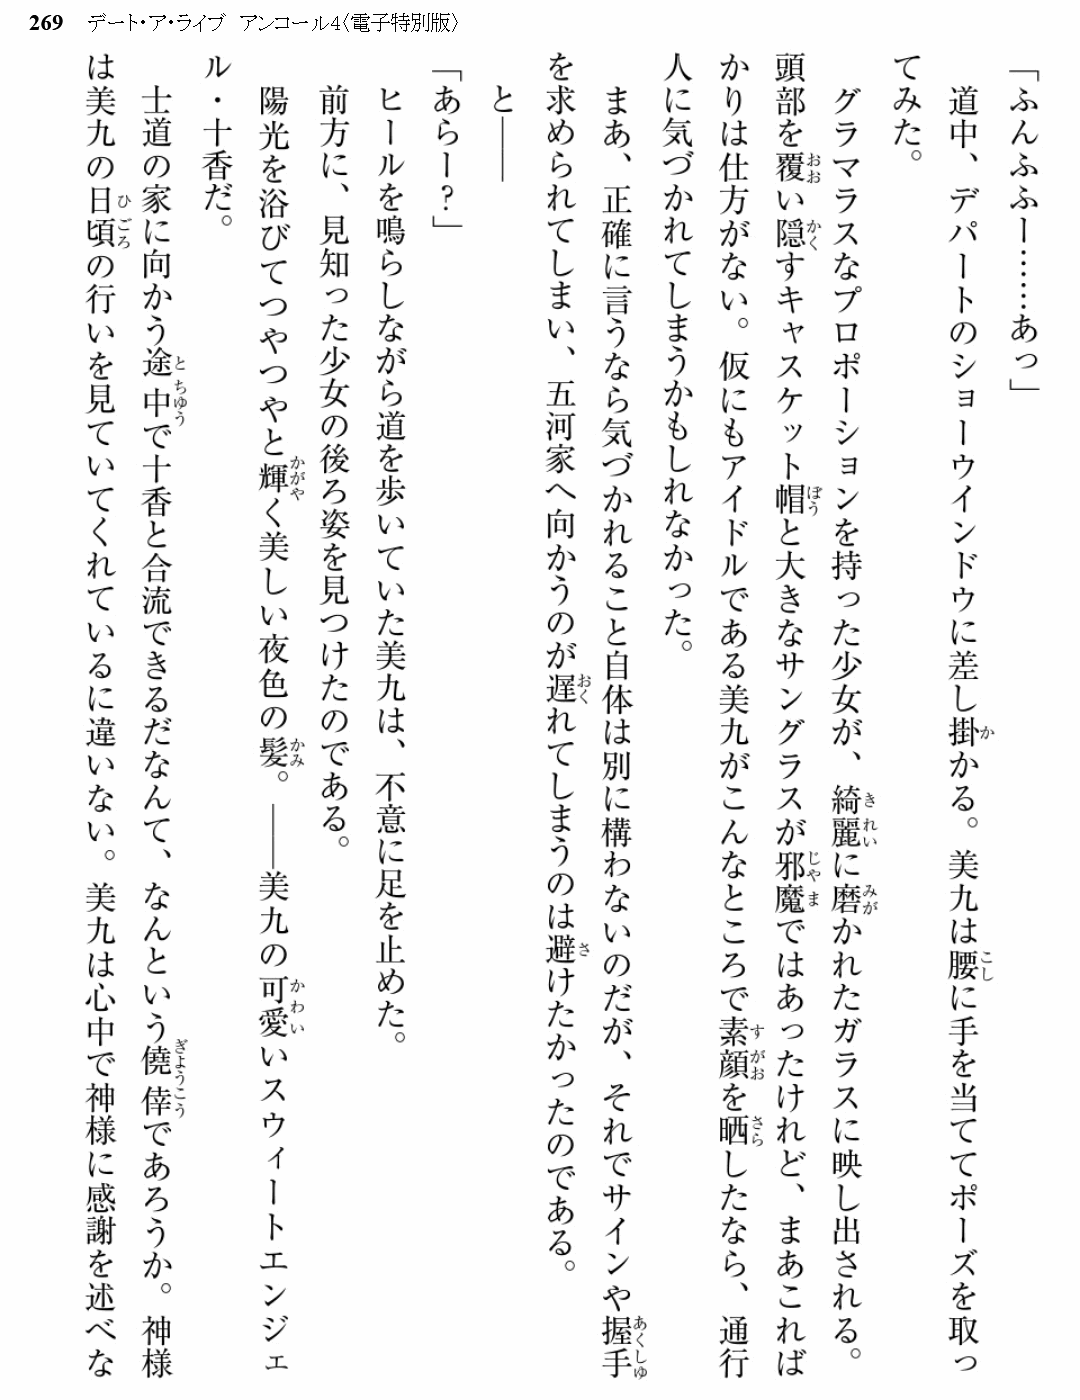 269 デート・ア・ライブ アンコール4〈電子特別版〉
「ふんふふー……あっ」
道中、デパートのショーウインドウに差し掛かる。美九は腰に手を当ててポーズを取っ
てみた。
グラマラスなプロポーションを持った少女が、綺麗に磨かれたガラスに映し出される。
頭部を覆い隠すキャスケット帽と大きなサングラスが邪魔ではあったけれど、まあこれば
かりは仕方がない。仮にもアイドルである美九がこんなところで素顔を晒したなら、通行
人に気づかれてしまうかもしれなかった。
まあ、正確に言うなら気づかれること自体は別に構わないのだが、それでサインや握手
を求められてしまい、五河家へ向かうのが遅れてしまうのは避けたかったのである。
と――
「あらー?」
ヒールを鳴らしながら道を歩いていた美九は、不意に足を止めた。
前方に、見知った少女の後ろ姿を見つけたのである。
陽光を浴びてつやつやと輝く美しい夜色の髪。――美九の可愛いスウィートエンジェ
ル・十香だ。
士道の家に向かう途中で十香と合流できるだなんて、なんという僥倖であろうか。神様
は美九の日頃の行いを見ていてくれているに違いない。美九は心中で神様に感謝を述べな